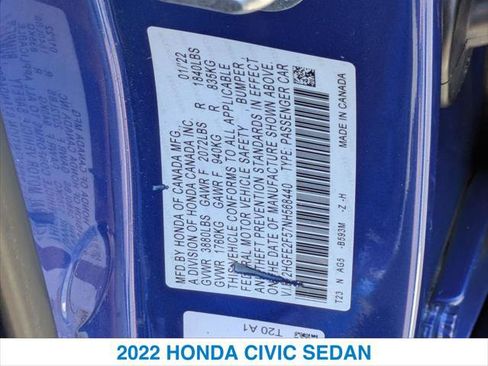 MFD. BY HONDA OF CANADA MFG. 01/22
A DIVISION OF HONDA CANADA INC.
GVWR 3880LBS GAWR F 2072LBS R 1840LBS
GVWR 1760KG GAWR F 940KG R 835KG
THIS VEHICLE CONFORMS TO ALL APPLICABLE
FEDERAL MOTOR VEHICLE SAFETY BUMPER,
AND THEFT PREVENTION STANDARDS IN EFFECT
ON THE DATE OF MANUFACTURE SHOWN ABOVE.
V.I.N. 2HGFE2F57NH568440 TYPE: PASSENGER CAR
T23 N AG5 -B593M -Z -H MADE IN CANADA
T20 A1
2022 HONDA CIVIC SEDAN